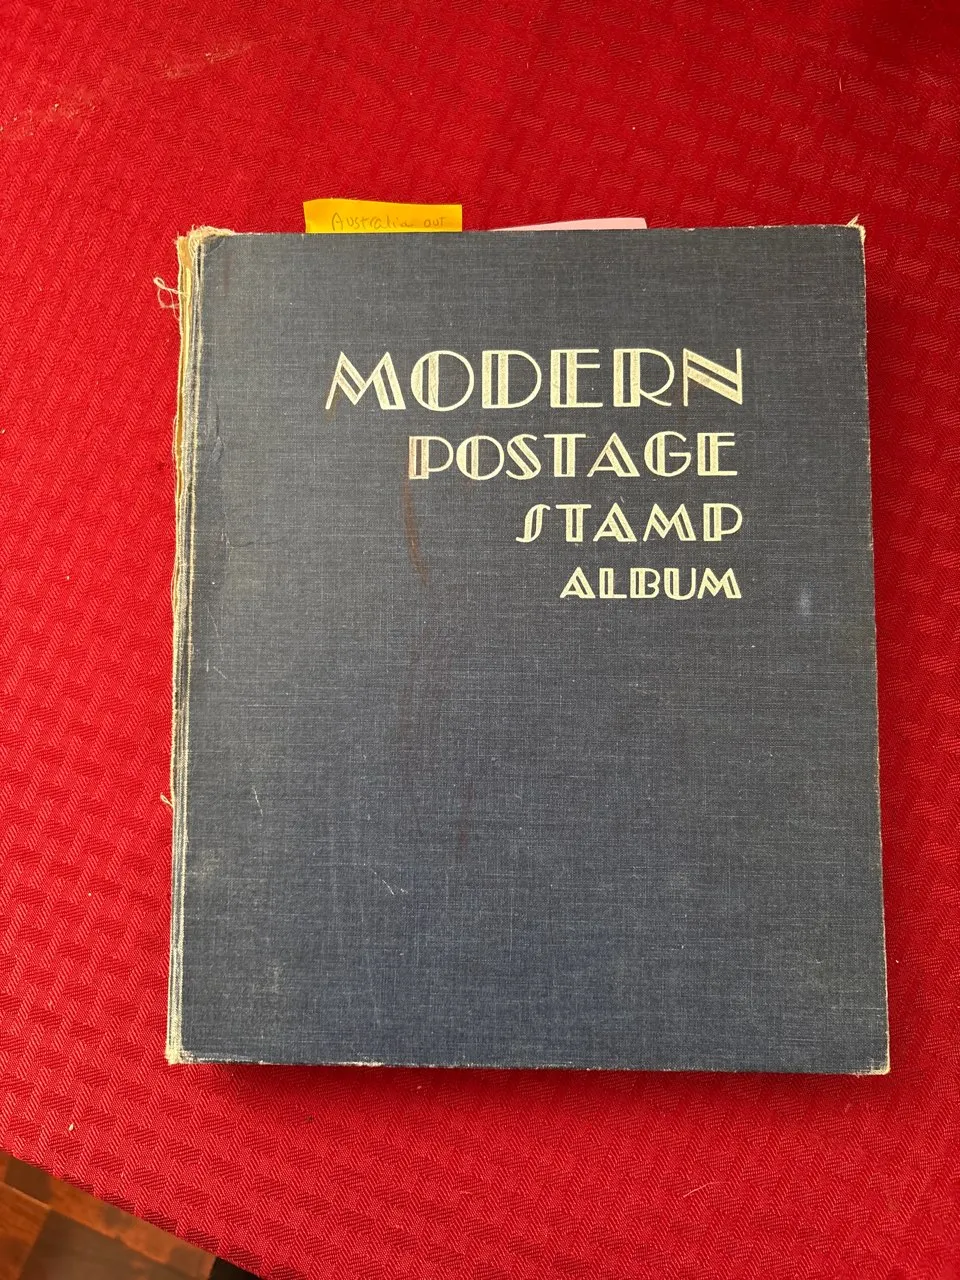 Australia out
MODERN
POSTAGE
STAMP
ALBUM